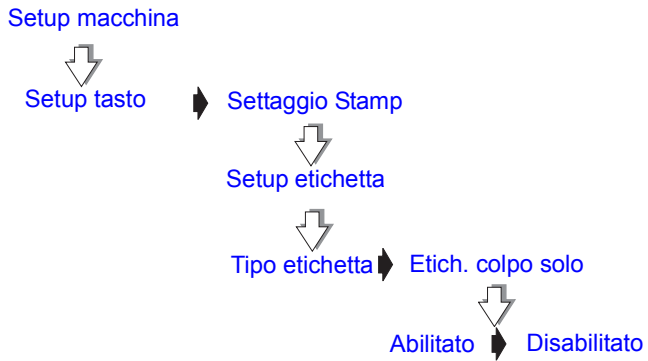 Setup macchina
Setup tasto Settaggio Stamp
Setup etichetta
Tipo etichetta Etich. colpo solo
Abilitato Disabilitato